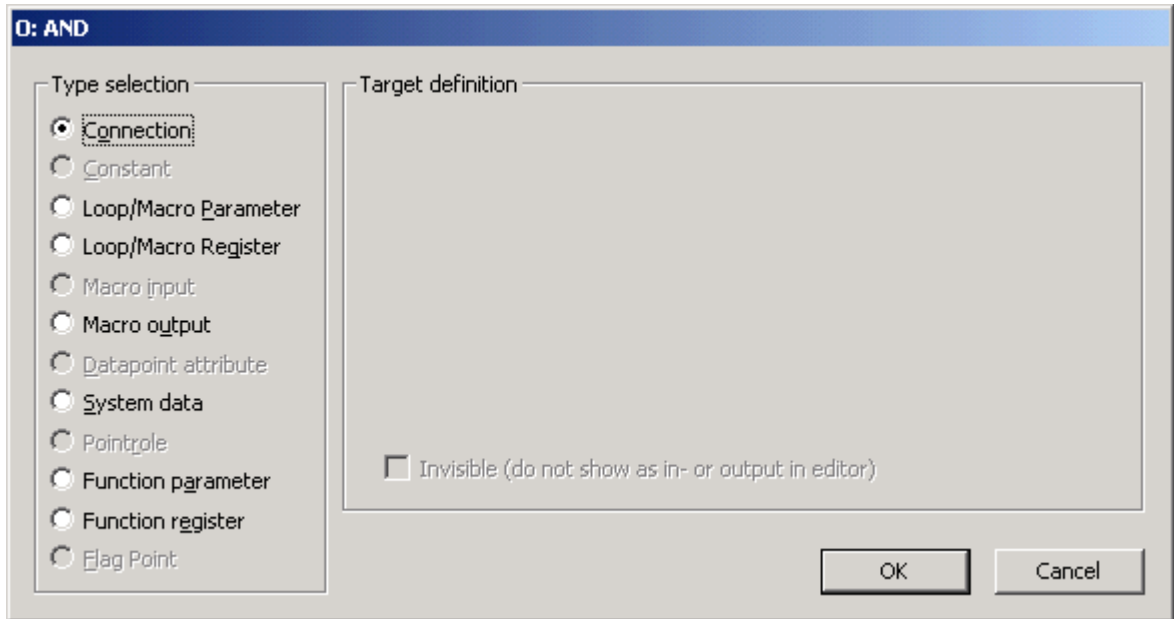 O: AND
Type selection
Connection
Constant
Loop/Macro Parameter
Loop/Macro Register
Macro input
Macro output
Datapoint attribute
System data
Pointrole
Function parameter
Function register
Flag Point
Target definition
Invisible (do not show as in- or output in editor)
OK
Cancel